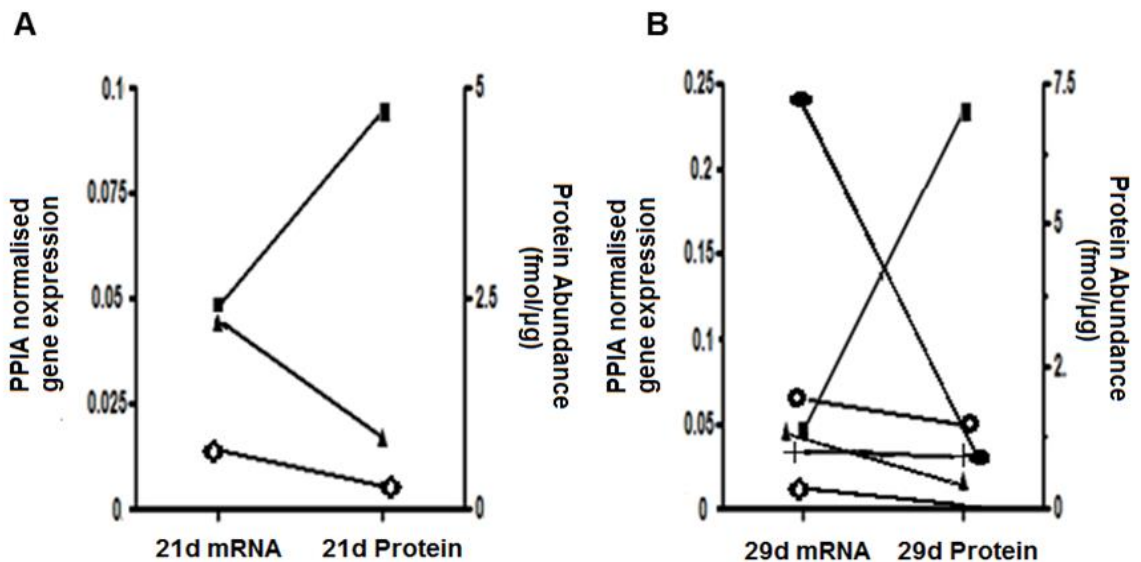 A
B
0.1
0.075
0.05
0.025
0
PPIA normalised
gene expression
5
2.5
0
Protein Abundance
(fmol/µg)
21d mRNA
21d Protein
0.25
0.2
0.15
0.1
0.05
0
PPIA normalised
gene expression
7.5
5
2.
0
Protein Abundance
(fmol/µg)
29d mRNA
29d Protein